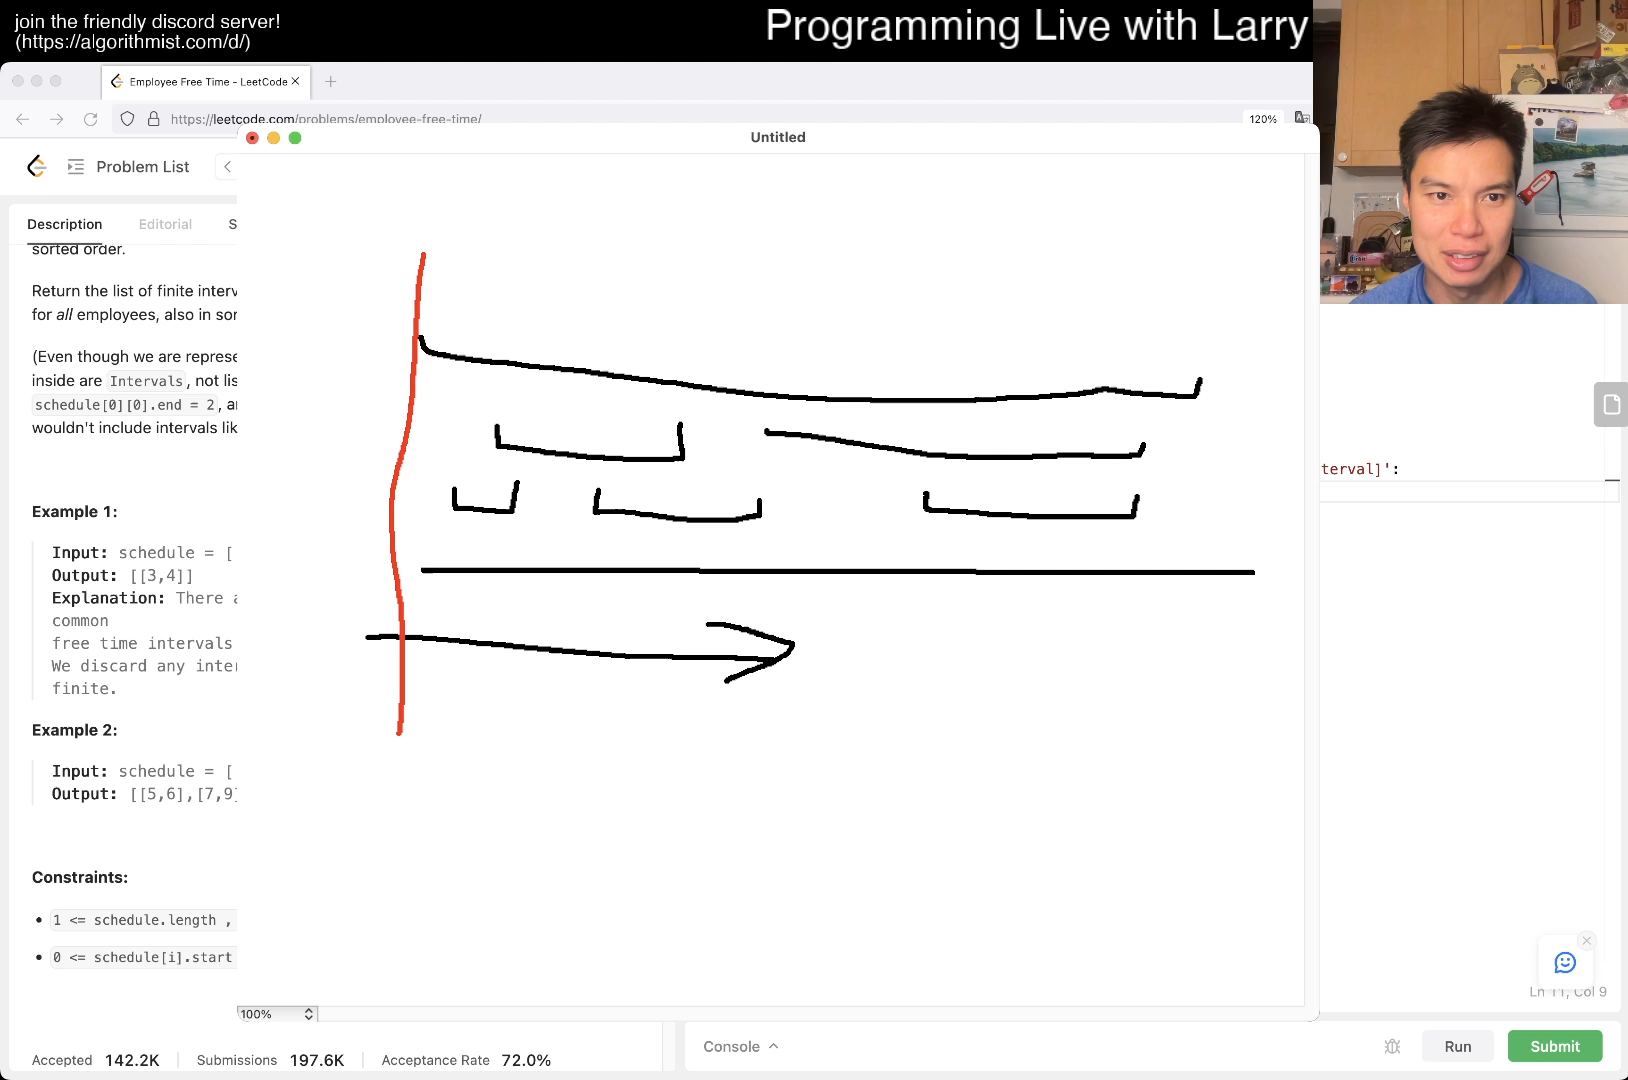 join the friendly discord server!
(https://algorithmist.com/d/)
Programming Live with Larry
Employee Free Time - LeetCode
https://leetcode.com/problems/employee-free-time/
120%
Untitled
Problem List
Description
Editorial
S
sorted order.
Return the list of finite interv
for all employees, also in sor
(Even though we are represe
inside are Intervals, not lis
schedule[0][0].end = 2, a
wouldn't include intervals lik
terval]':
Example 1:
Input: schedule = [
Output: [[3,4]]
Explanation: There a
common
free time intervals
We discard any inte
finite.
Example 2:
Input: schedule = [
Output: [[5,6],[7,9]
Constraints:
1 <= schedule.length ,
0 <= schedule[i].start
Ln 11, Col 9
100%
Accepted 142.2K
Submissions 197.6K
Acceptance Rate 72.0%
Console
Run
Submit